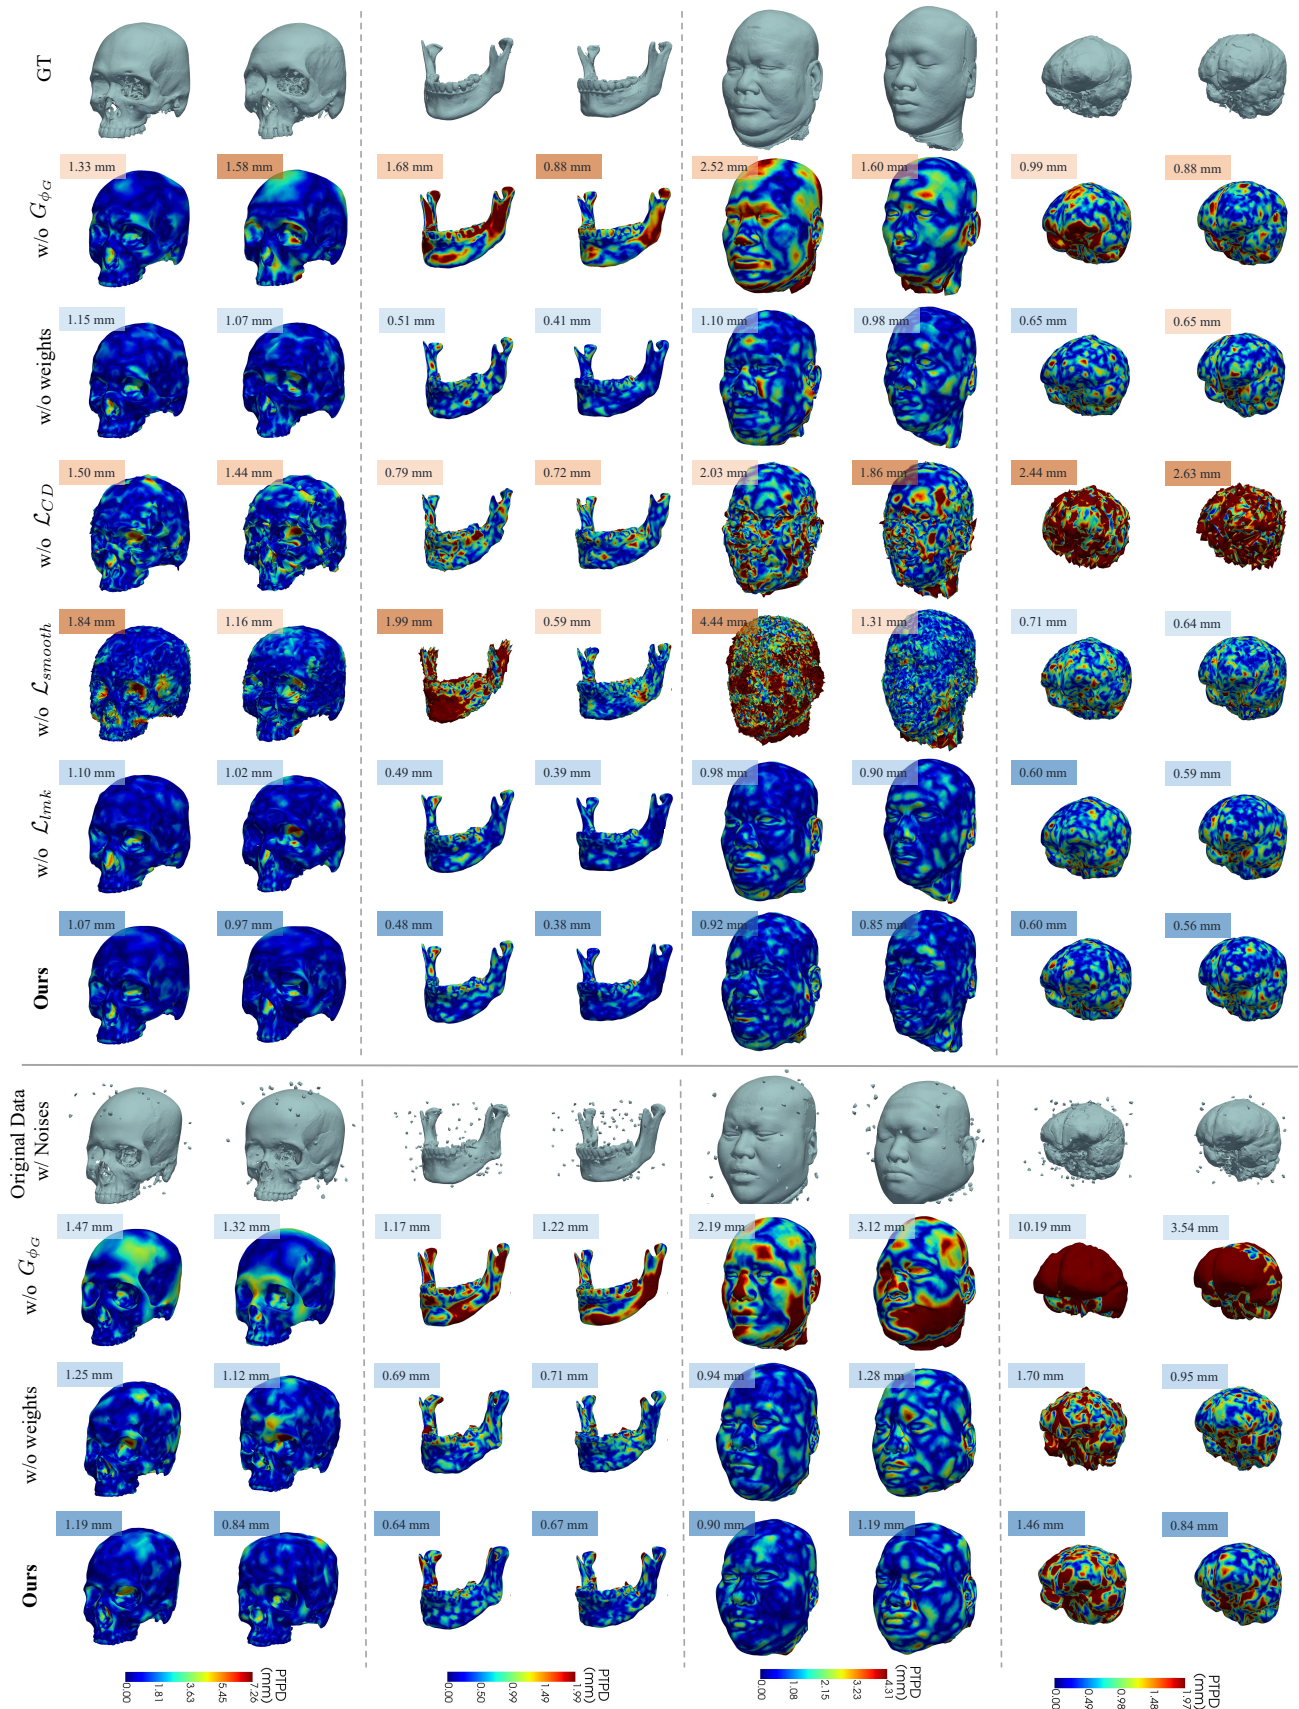 GT
w/o G_{ϕ_G}
1.33 mm 1.58 mm 1.68 mm 0.88 mm 2.52 mm 1.60 mm 0.99 mm 0.88 mm
w/o weights
1.15 mm 1.07 mm 0.51 mm 0.41 mm 1.10 mm 0.98 mm 0.65 mm 0.65 mm
w/o ℒ_{CD}
1.50 mm 1.44 mm 0.79 mm 0.72 mm 2.03 mm 1.86 mm 2.44 mm 2.63 mm
w/o ℒ_{smooth}
1.84 mm 1.16 mm 1.99 mm 0.59 mm 4.44 mm 1.31 mm 0.71 mm 0.64 mm
w/o ℒ_{lmk}
1.10 mm 1.02 mm 0.49 mm 0.39 mm 0.98 mm 0.90 mm 0.60 mm 0.59 mm
Ours
1.07 mm 0.97 mm 0.48 mm 0.38 mm 0.92 mm 0.85 mm 0.60 mm 0.56 mm
Original Data
w/ Noises
w/o G_{ϕ_G}
1.47 mm 1.32 mm 1.17 mm 1.22 mm 2.19 mm 3.12 mm 10.19 mm 3.54 mm
w/o weights
1.25 mm 1.12 mm 0.69 mm 0.71 mm 0.94 mm 1.28 mm 1.70 mm 0.95 mm
Ours
1.19 mm 0.84 mm 0.64 mm 0.67 mm 0.90 mm 1.19 mm 1.46 mm 0.84 mm
PTPD
(mm)
0.00 1.81 3.63 5.45 7.26
PTPD
(mm)
0.00 0.50 0.99 1.49 1.99
PTPD
(mm)
0.00 1.08 2.15 3.23 4.31
PTPD
(mm)
0.00 0.49 0.98 1.48 1.97